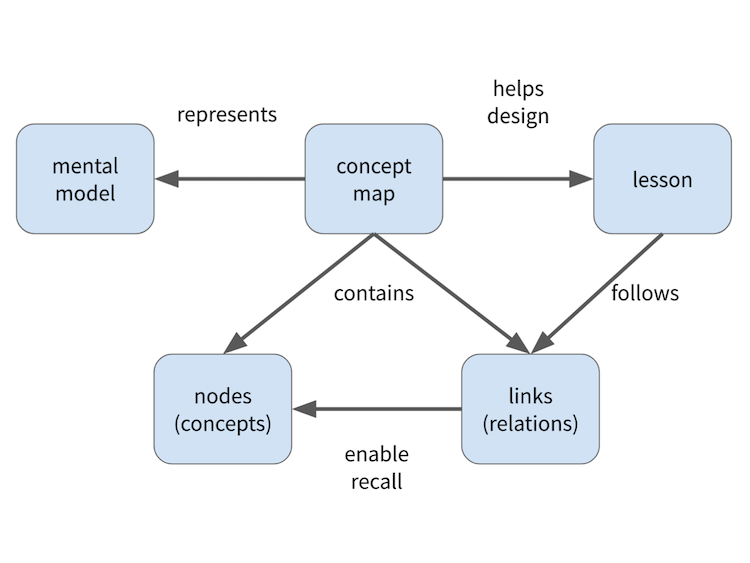 helps
design
represents
mental
model
concept
map
lesson
contains
follows
nodes
(concepts)
links
(relations)
enable
recall